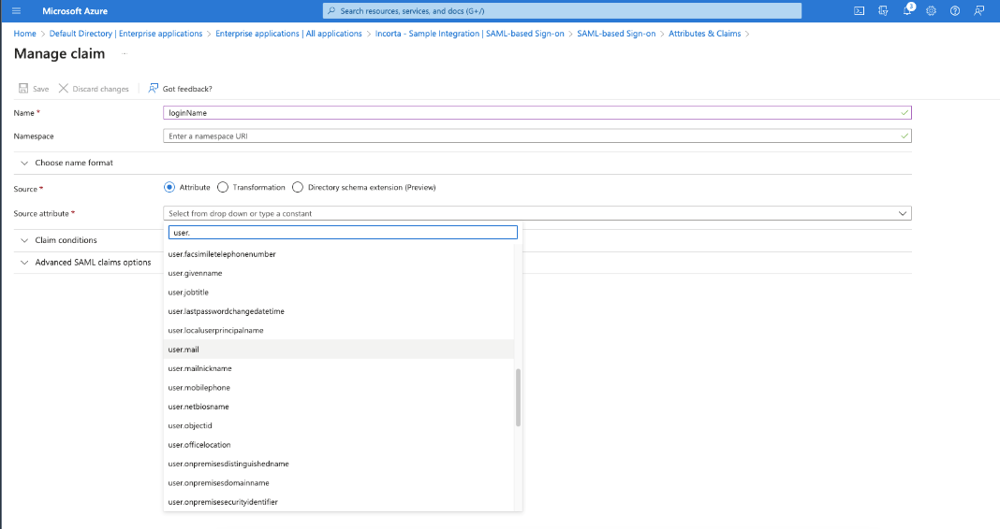 Microsoft Azure
Search resources, services, and docs (G+/)
3
Home > Default Directory | Enterprise applications > Enterprise applications | All applications > Incorta - Sample Integration | SAML-based Sign-on > SAML-based Sign-on > Attributes & Claims >
Manage claim ...
Save Discard changes Got feedback?
Name * loginName
Namespace Enter a namespace URI
Choose name format
Source * Attribute Transformation Directory schema extension (Preview)
Source attribute * Select from drop down or type a constant
user.
Claim conditions
Advanced SAML claims options
user.facsimiletelephonenumber
user.givenname
user.jobtitle
user.lastpasswordchangedatetime
user.localuserprincipalname
user.mail
user.mailnickname
user.mobilephone
user.netbiosname
user.objectid
user.officelocation
user.onpremisesdistinguishedname
user.onpremisesdomainname
user.onpremisesecurityidentifier